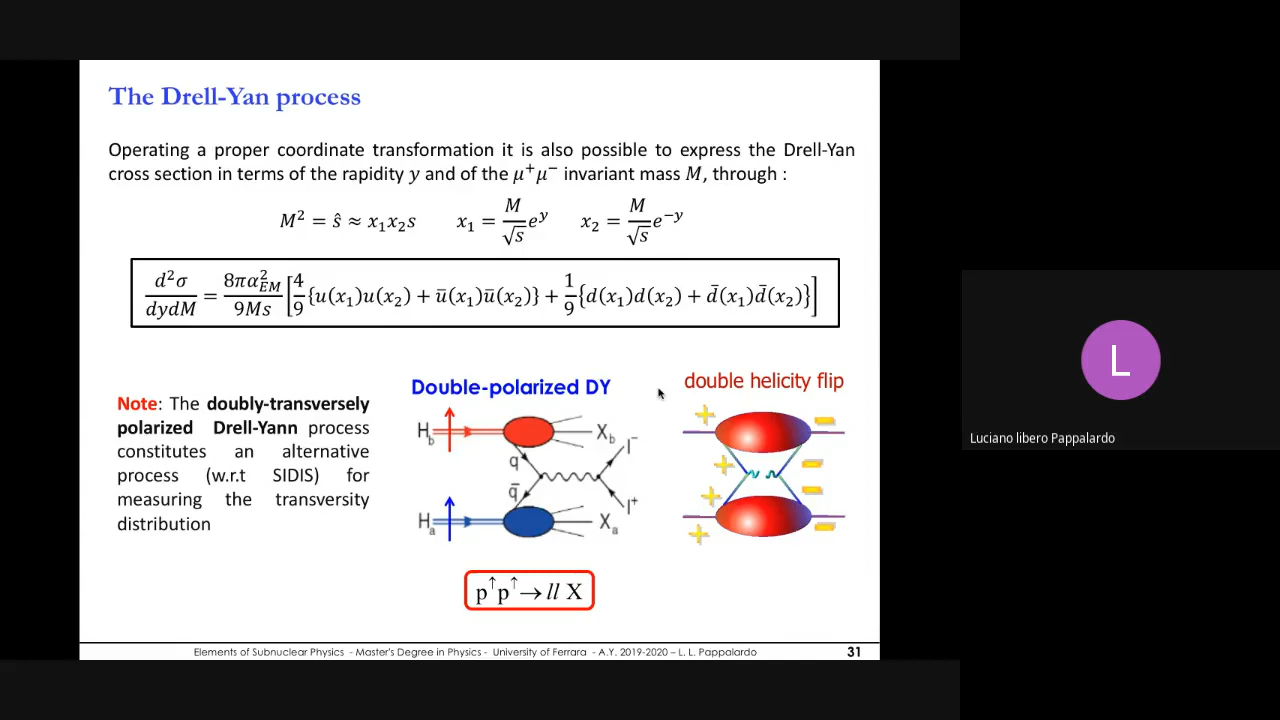 The Drell-Yan process
Operating a proper coordinate transformation it is also possible to express the Drell-Yan
cross section in terms of the rapidity y and of the μ⁺μ⁻ invariant mass M, through :
M² = ŝ ≈ x₁x₂s   x₁ = M/√s e^y   x₂ = M/√s e^−y
d²σ/dydM = 8πα²_EM/9Ms [4/9 {u(x₁)u(x₂) + ū(x₁)ū(x₂)} + 1/9 {d(x₁)d(x₂) + d̄(x₁)d̄(x₂)}]
Note: The doubly-transversely
polarized Drell-Yann process
constitutes an alternative
process (w.r.t SIDIS) for
measuring the transversity
distribution
Double-polarized DY
H_b X_b l⁻
q
q̄
H_a X_a l⁺
p↑p↑→ll X
double helicity flip
+ −
+ −
+ −
+ −
L
Luciano libero Pappalardo
Elements of Subnuclear Physics - Master's Degree in Physics - University of Ferrara - A.Y. 2019-2020 – L. L. Pappalardo
31